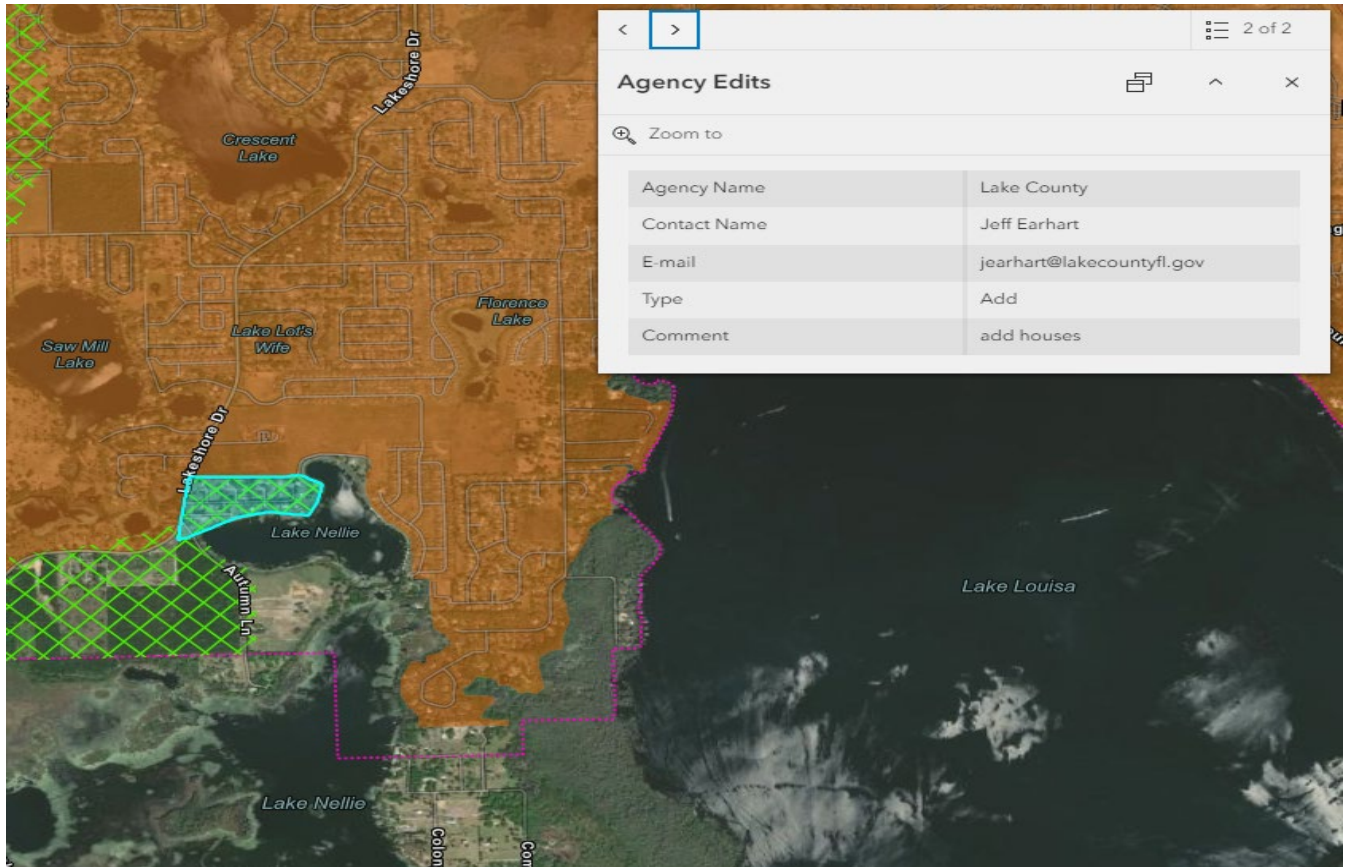 2 of 2
Agency Edits
Zoom to
Agency Name Lake County
Contact Name Jeff Earhart
E-mail jearhart@lakecountyfl.gov
Type Add
Comment add houses
Lakeshore Dr
Crescent
Lake
Florence
Lake
Lake Lot's
Wife
Saw Mill
Lake
Lakeshore Dr
Lake Nellie
Autumn Ln
Lake Louisa
Lake Nellie
Colon
Con